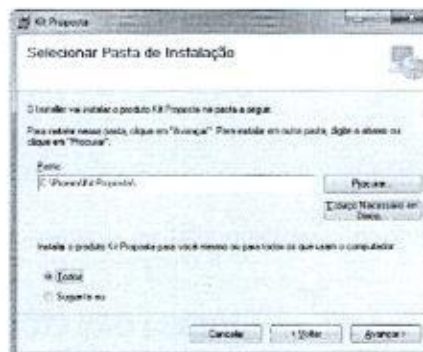 Kit Proposta
Selecionar Pasta de Instalação
O Installer vai instalar o produto Kit Proposta na pasta a seguir.
Para instalar nessa pasta, clique em "Avançar". Para instalar em outra pasta, digite-a abaixo ou
clique em "Procurar".
Pasta:
C:\ Kit Proposta\
Procurar...
Espaço Necessário em
Disco...
Instalar o produto Kit Proposta para você mesmo ou para todos os que usam o computador:
Todos
Somente eu
Cancelar
< Voltar
Avançar >